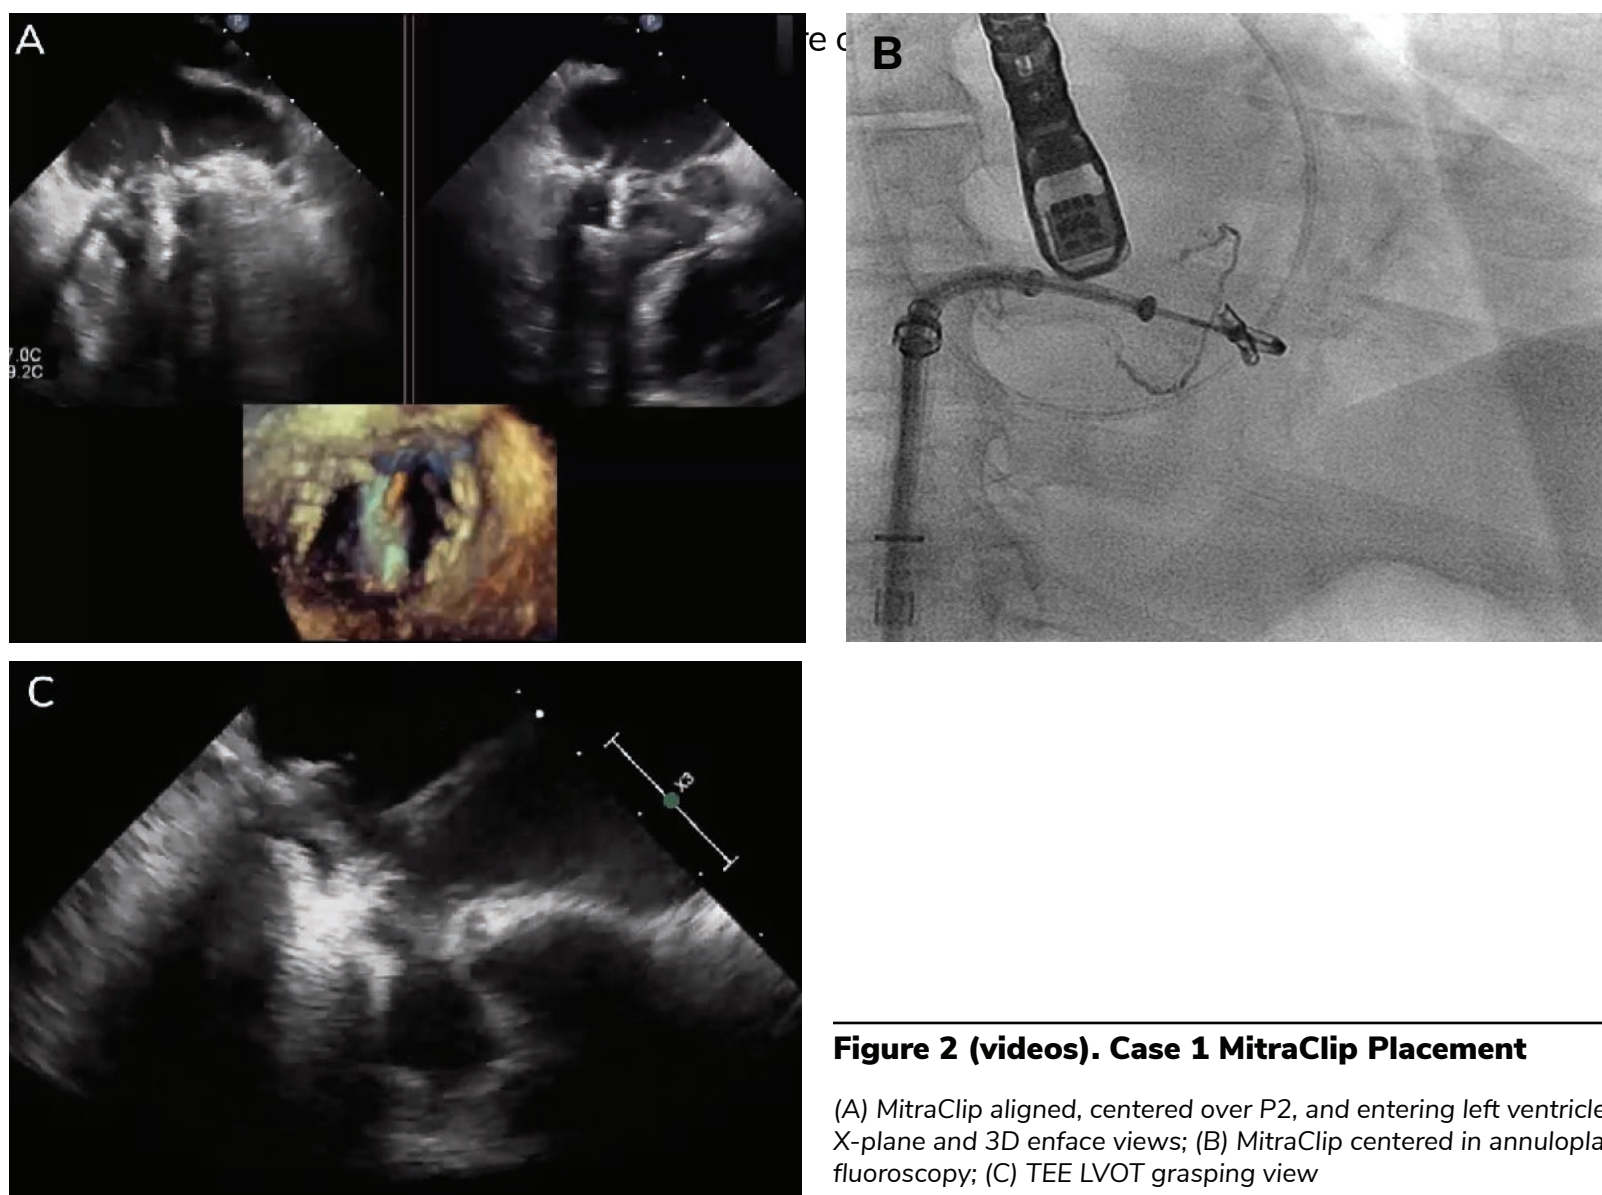 A
P
P
re
B
7.0C
9.2C
C
X3
Figure 2 (videos). Case 1 MitraClip Placement
(A) MitraClip aligned, centered over P2, and entering left ventricle
X-plane and 3D enface views; (B) MitraClip centered in annulopla
fluoroscopy; (C) TEE LVOT grasping view